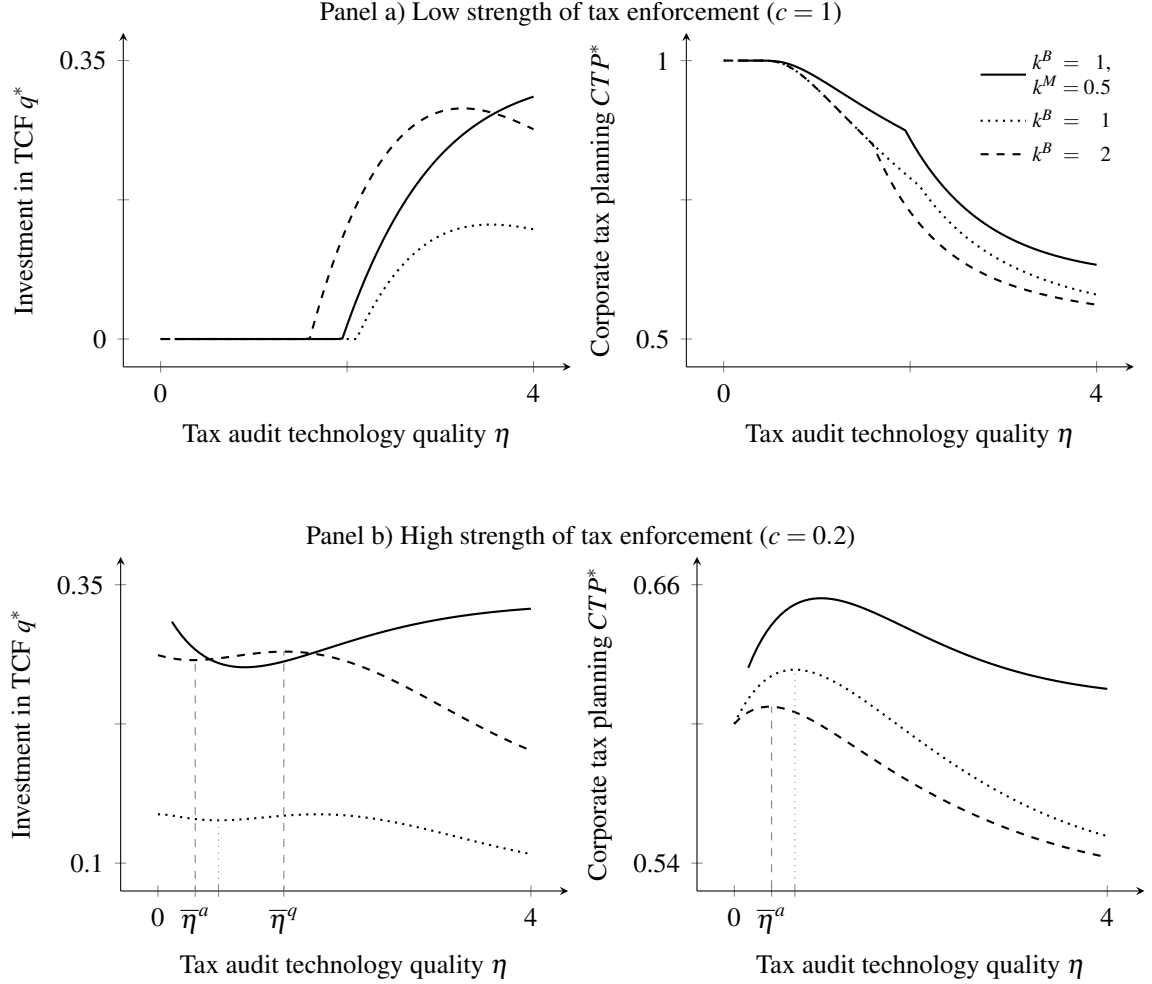 Panel a) Low strength of tax enforcement (c = 1)
Investment in TCF q*
0.35
0
0
4
Tax audit technology quality η
Corporate tax planning CTP*
1
0.5
0
4
Tax audit technology quality η
k^B = 1,
k^M = 0.5
k^B = 1
k^B = 2
Panel b) High strength of tax enforcement (c = 0.2)
Investment in TCF q*
0.35
0.1
0
η̅^a
η̅^q
4
Tax audit technology quality η
Corporate tax planning CTP*
0.66
0.54
0
η̅^a
4
Tax audit technology quality η